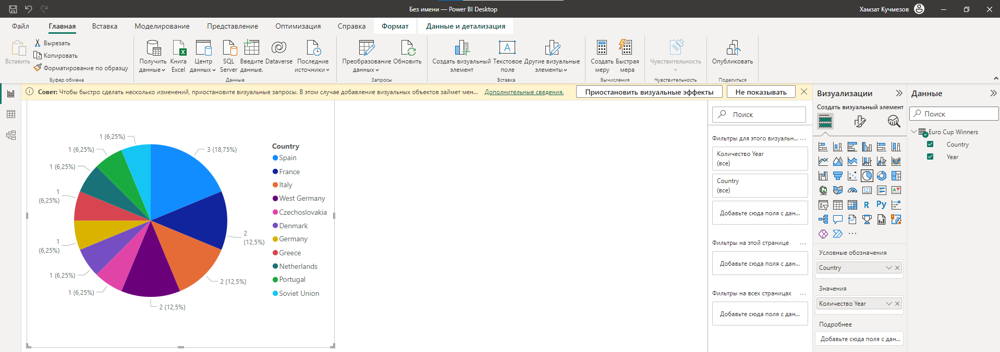 Без имени — Power BI Desktop
Хамзат Кучмезов
Файл
Главная
Вставка
Моделирование
Представление
Оптимизация
Справка
Формат
Данные и детализация
Вставить
Вырезать
Копировать
Форматирование по образцу
Буфер обмена
Получить
данные
Книга
Excel
Центр
данных
SQL
Server
Введите
данные.
Dataverse
Последние
источники
Данные
Преобразование
данных
Обновить
Запросы
Создать визуальный
элемент
Текстовое
поле
Другие визуальные
элементы
Вставка
Создать
меру
Быстрая
мера
Вычисления
Чувствительность
Чувствительность
Опубликовать
Поделиться
Совет: Чтобы быстро сделать несколько изменений, приостановите визуальные запросы. В этом случае добавление визуальных объектов займет мен...
Дополнительные сведения.
Приостановить визуальные эффекты
Не показывать
1 (6,25%)
3 (18,75%)
1 (6,25%)
1 (6,25%)
1
(6,25%)
2
(12,5%)
1
(6,25%)
1 (6,25%)
2 (12,5%)
1 (6,25%)
2 (12,5%)
Country
Spain
France
Italy
West Germany
Czechoslovakia
Denmark
Germany
Greece
Netherlands
Portugal
Soviet Union
Поиск
Фильтры для этого визуальн... ...
Количество Year
(все)
Country
(все)
Добавьте сюда поля с дан...
Фильтры на этой странице ...
Добавьте сюда поля с дан...
Фильтры на всех страницах ...
Добавьте сюда поля с дан...
Визуализации
Создать визуальный элемент
123
R
Py
...
Условные обозначения
Country
Значения
Количество Year
Подробнее
Добавьте сюда поля с дан...
Данные
Поиск
Euro Cup Winners
Country
Year